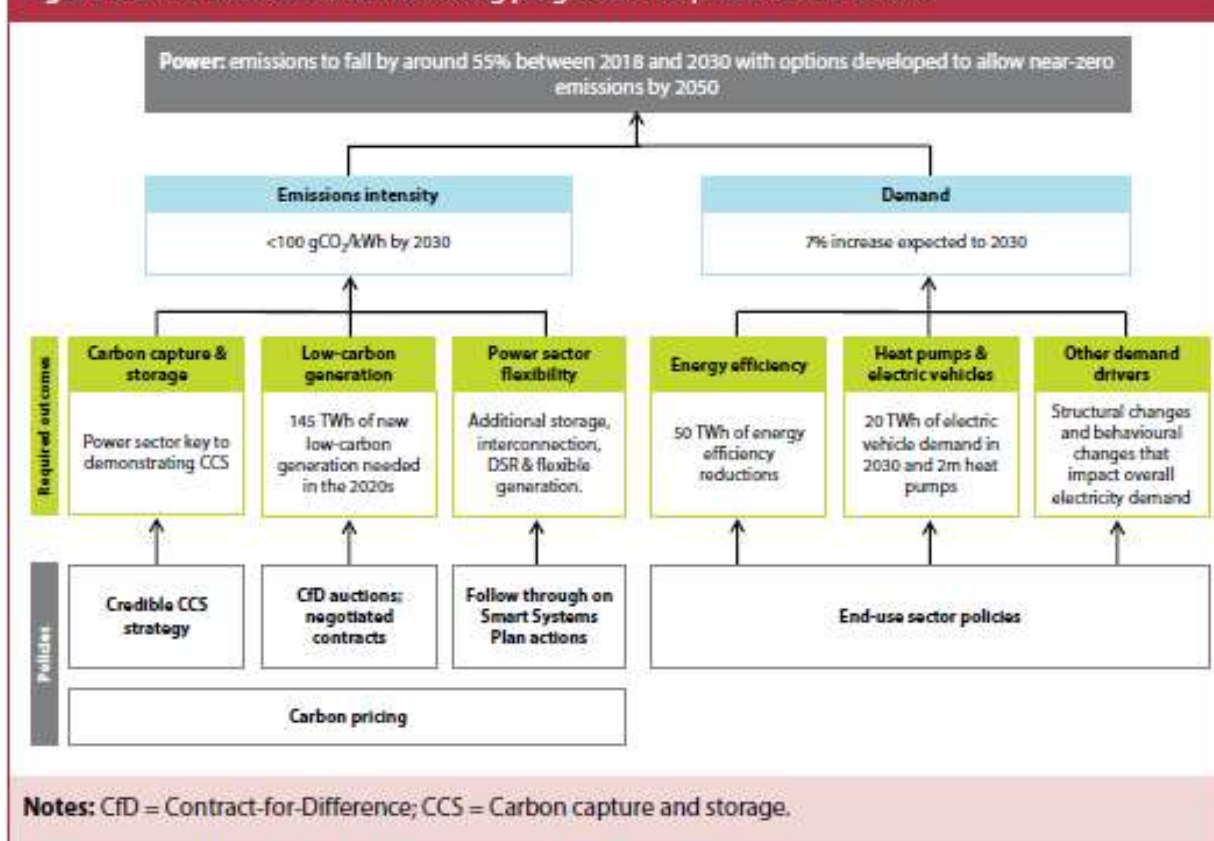 Power: emissions to fall by around 55% between 2018 and 2030 with options developed to allow near-zero
emissions by 2050
Emissions intensity
<100 gCO₂/kWh by 2030
Demand
7% increase expected to 2030
Required outcome
Carbon capture &
storage
Power sector key to
demonstrating CCS
Low-carbon
generation
145 TWh of new
low-carbon
generation needed
in the 2020s
Power sector
flexibility
Additional storage,
interconnection,
DSR & flexible
generation.
Energy efficiency
50 TWh of energy
efficiency
reductions
Heat pumps &
electric vehicles
20 TWh of electric
vehicle demand in
2030 and 2m heat
pumps
Other demand
drivers
Structural changes
and behavioural
changes that
impact overall
electricity demand
Policies
Credible CCS
strategy
CfD auctions;
negotiated
contracts
Follow through on
Smart Systems
Plan actions
End-use sector policies
Carbon pricing
Notes: CfD = Contract-for-Difference; CCS = Carbon capture and storage.